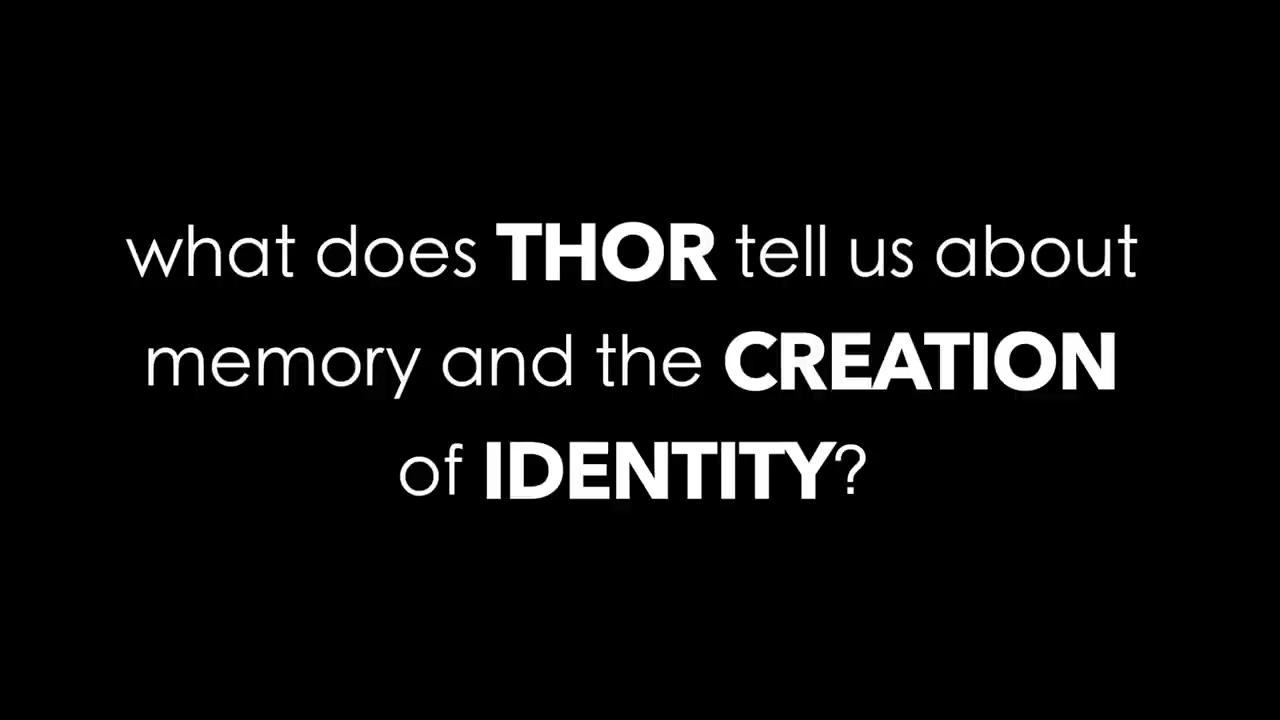 what does THOR tell us about
memory and the CREATION
of IDENTITY?